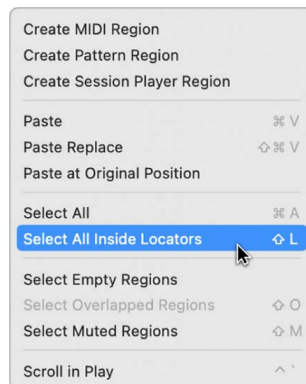 Create MIDI Region
Create Pattern Region
Create Session Player Region
Paste ⌘ V
Paste Replace ⇧ ⌘ V
Paste at Original Position
Select All ⌘ A
Select All Inside Locators ⇧ L
Select Empty Regions
Select Overlapped Regions ⇧ O
Select Muted Regions ⇧ M
Scroll in Play ^ `